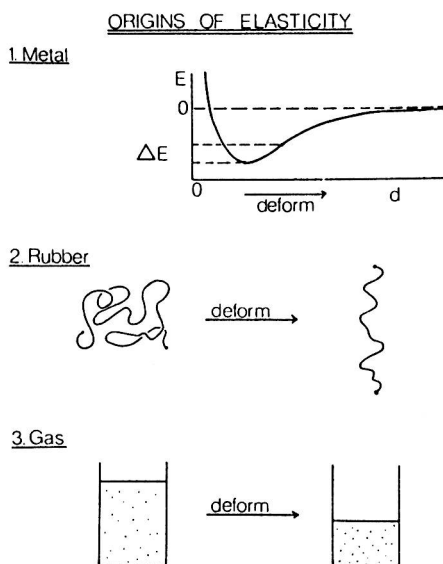 ORIGINS OF ELASTICITY
1. Metal
E
0
ΔE
0
deform
d
2. Rubber
deform
3. Gas
deform